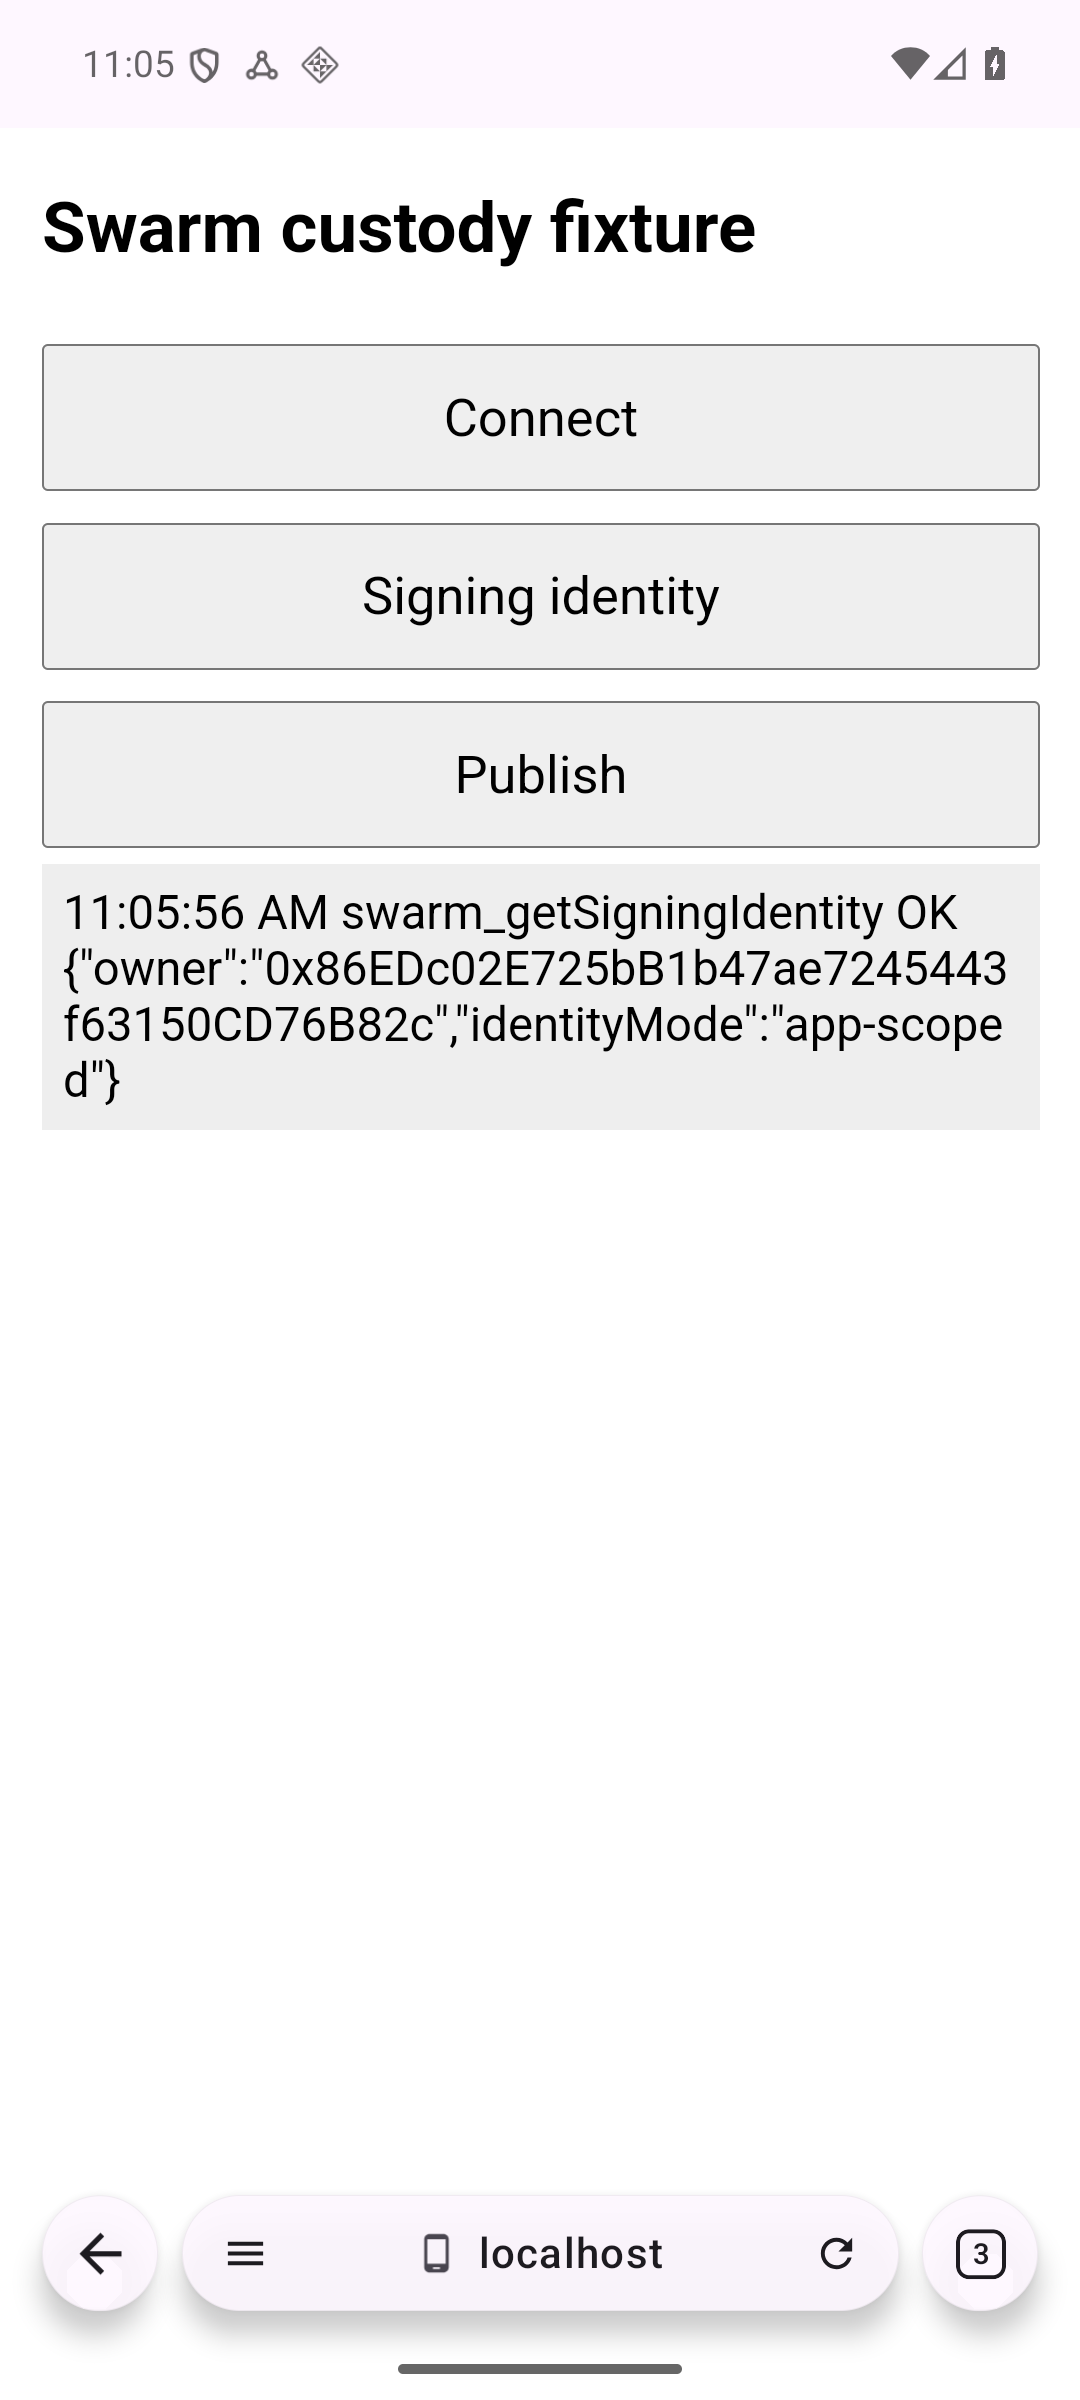 11:05
Swarm custody fixture
Connect
Signing identity
Publish
11:05:56 AM swarm_getSigningIdentity OK
{"owner":"0x86EDc02E725bB1b47ae7245443
f63150CD76B82c","identityMode":"app-scope
d"}
localhost
3